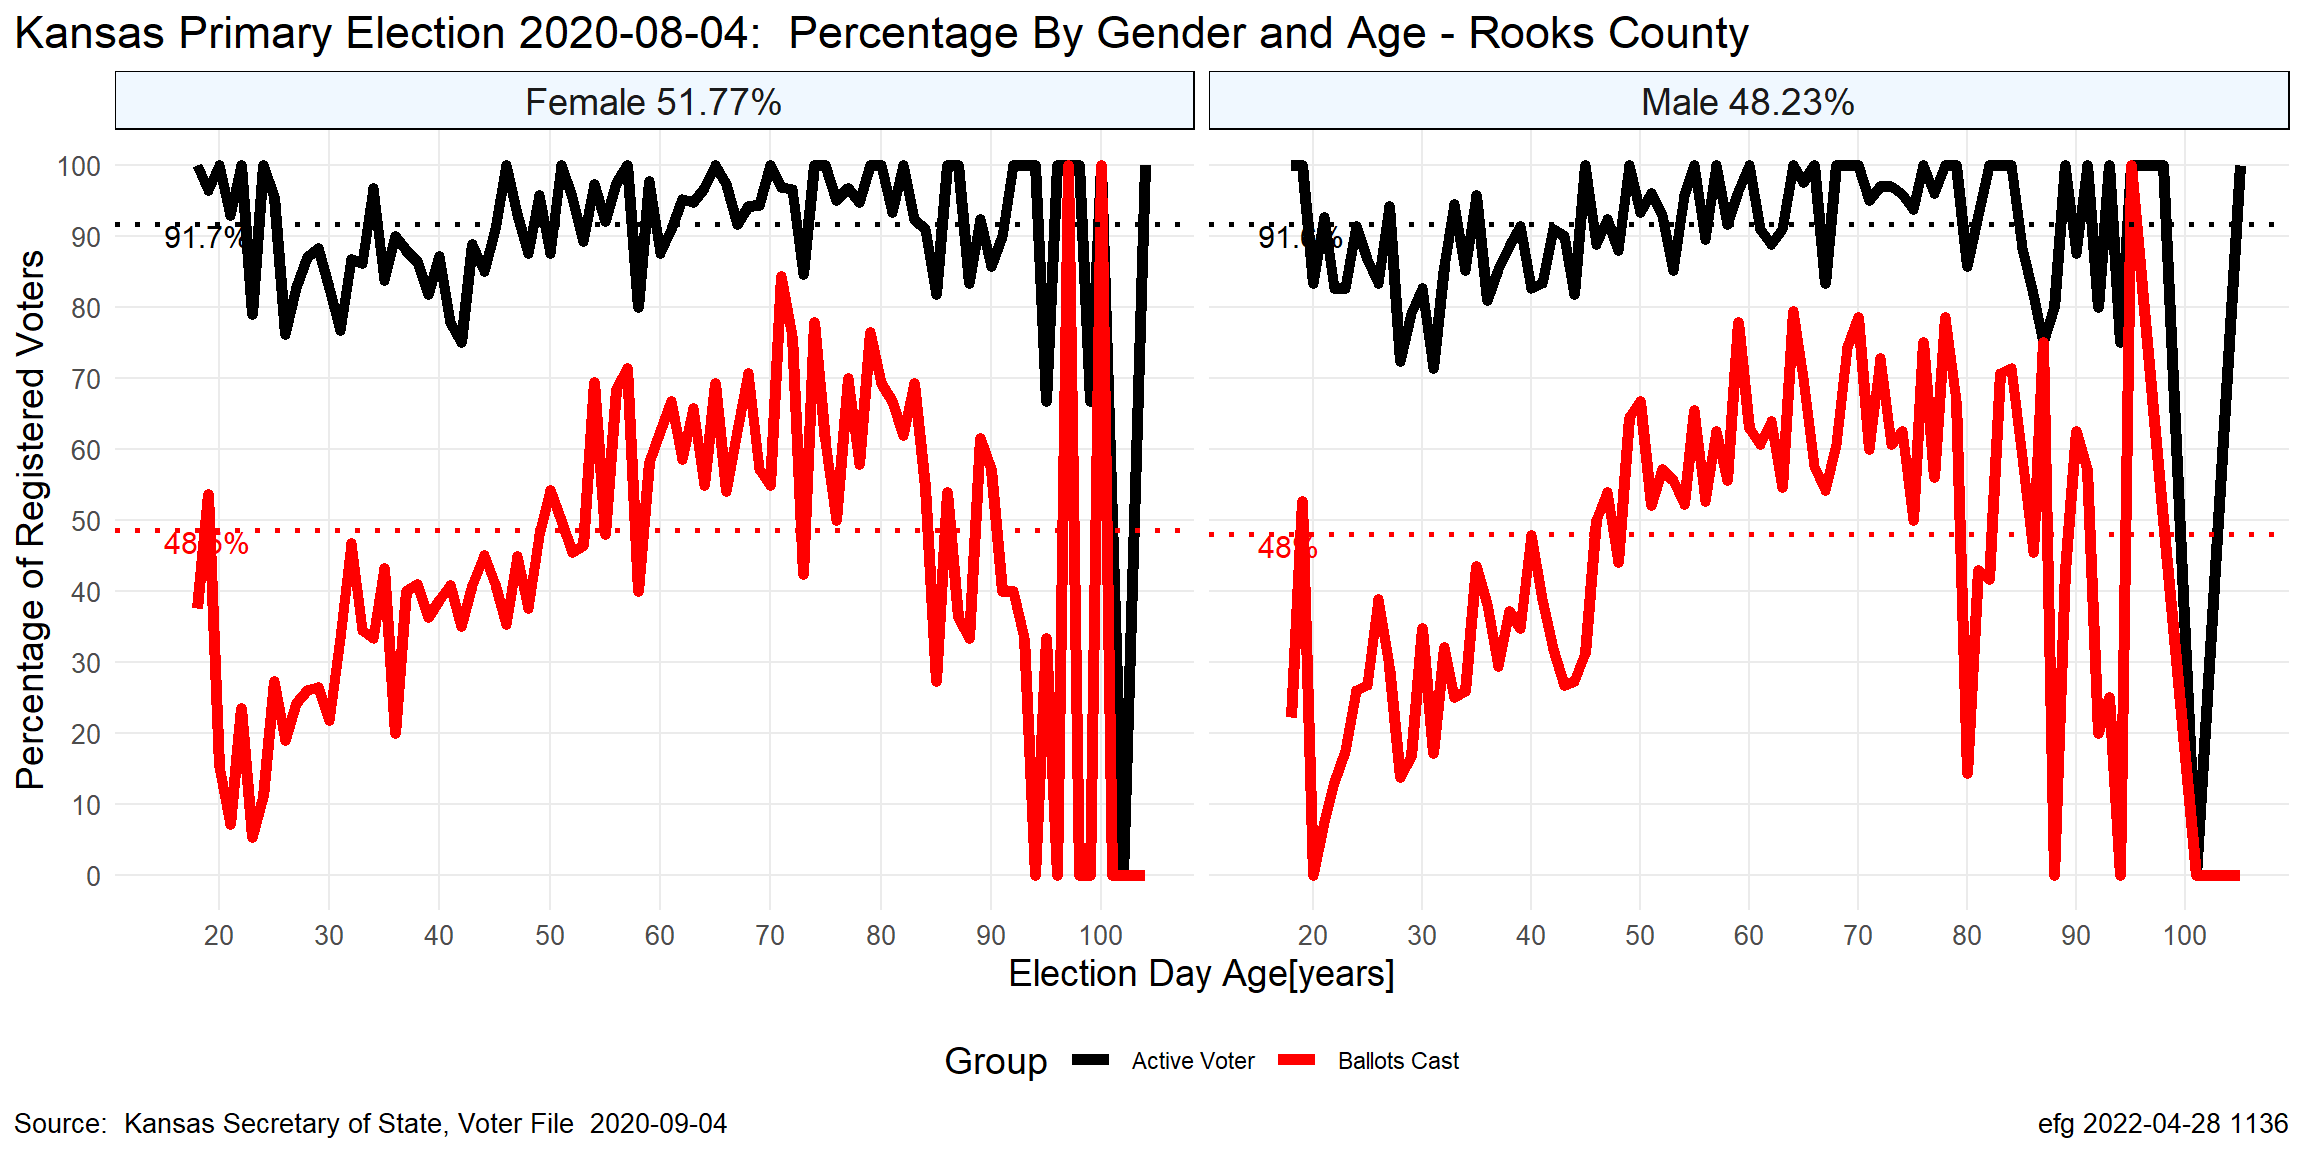 Kansas Primary Election 2020-08-04:  Percentage By Gender and Age - Rooks County
Female 51.77%
Male 48.23%
Percentage of Registered Voters
100
90
80
70
60
50
40
30
20
10
0
91.7%
48.5%
48%
20 30 40 50 60 70 80 90 100
20 30 40 50 60 70 80 90 100
Election Day Age[years]
Group Active Voter Ballots Cast
Source:  Kansas Secretary of State, Voter File  2020-09-04
efg 2022-04-28 1136